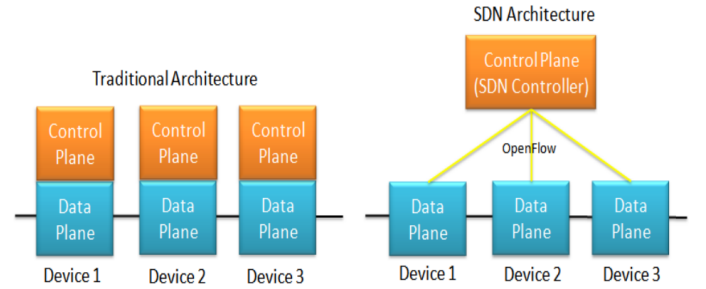 Traditional Architecture
Control
Plane
Control
Plane
Control
Plane
Data
Plane
Data
Plane
Data
Plane
Device 1
Device 2
Device 3
SDN Architecture
Control Plane
(SDN Controller)
OpenFlow
Data
Plane
Data
Plane
Data
Plane
Device 1
Device 2
Device 3